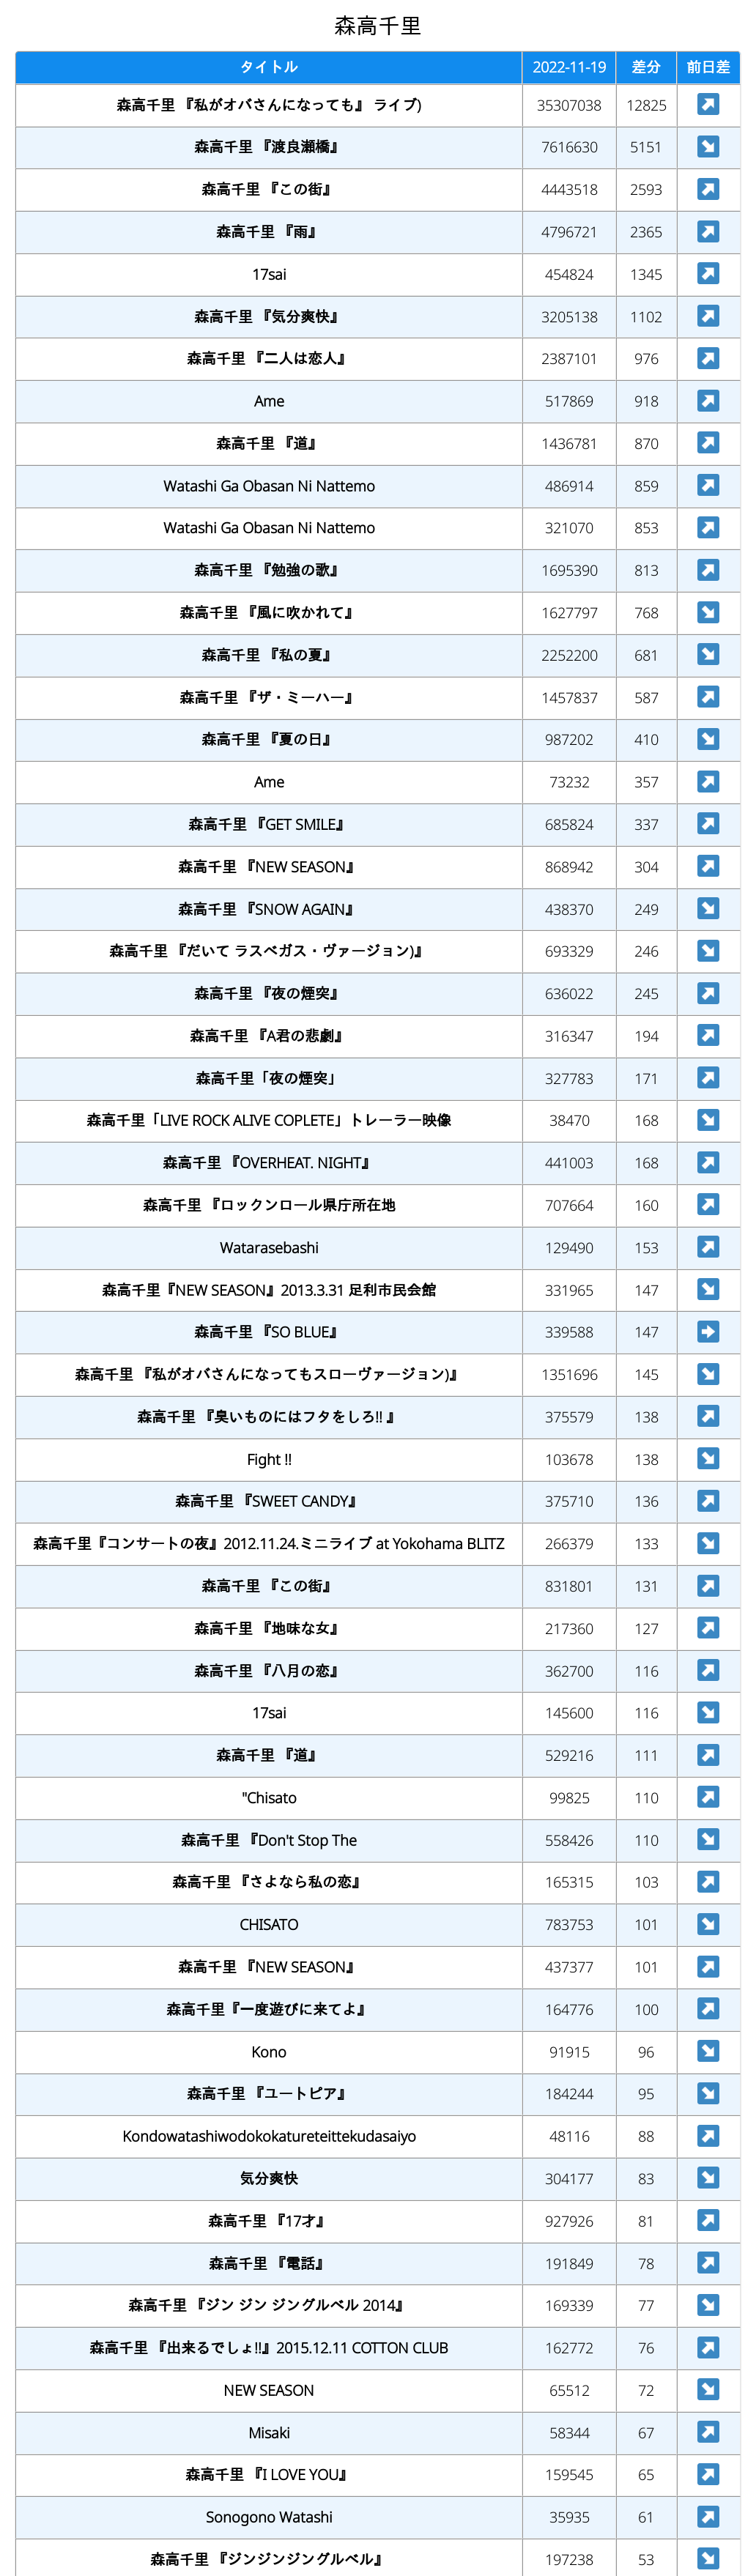 森高千里
タイトル 2022-11-19 差分 前日差
森高千里 『私がオバさんになっても』 ライブ) 35307038 12825
森高千里 『渡良瀬橋』 7616630 5151
森高千里 『この街』 4443518 2593
森高千里 『雨』 4796721 2365
17sai 454824 1345
森高千里 『気分爽快』 3205138 1102
森高千里 『二人は恋人』 2387101 976
Ame 517869 918
森高千里 『道』 1436781 870
Watashi Ga Obasan Ni Nattemo 486914 859
Watashi Ga Obasan Ni Nattemo 321070 853
森高千里 『勉強の歌』 1695390 813
森高千里 『風に吹かれて』 1627797 768
森高千里 『私の夏』 2252200 681
森高千里 『ザ・ミーハー』 1457837 587
森高千里 『夏の日』 987202 410
Ame 73232 357
森高千里 『GET SMILE』 685824 337
森高千里 『NEW SEASON』 868942 304
森高千里 『SNOW AGAIN』 438370 249
森高千里 『だいて ラスベガス・ヴァージョン)』 693329 246
森高千里 『夜の煙突』 636022 245
森高千里 『A君の悲劇』 316347 194
森高千里「夜の煙突」 327783 171
森高千里「LIVE ROCK ALIVE COPLETE」トレーラー映像 38470 168
森高千里 『OVERHEAT. NIGHT』 441003 168
森高千里 『ロックンロール県庁所在地 707664 160
Watarasebashi 129490 153
森高千里『NEW SEASON』2013.3.31 足利市民会館 331965 147
森高千里 『SO BLUE』 339588 147
森高千里 『私がオバさんになってもスローヴァージョン)』 1351696 145
森高千里 『臭いものにはフタをしろ!! 』 375579 138
Fight !! 103678 138
森高千里 『SWEET CANDY』 375710 136
森高千里『コンサートの夜』2012.11.24.ミニライブ at Yokohama BLITZ 266379 133
森高千里 『この街』 831801 131
森高千里 『地味な女』 217360 127
森高千里 『八月の恋』 362700 116
17sai 145600 116
森高千里 『道』 529216 111
"Chisato 99825 110
森高千里 『Don't Stop The 558426 110
森高千里 『さよなら私の恋』 165315 103
CHISATO 783753 101
森高千里 『NEW SEASON』 437377 101
森高千里『一度遊びに来てよ』 164776 100
Kono 91915 96
森高千里 『ユートピア』 184244 95
Kondowatashiwodokokatureteittekudasaiyo 48116 88
気分爽快 304177 83
森高千里 『17才』 927926 81
森高千里 『電話』 191849 78
森高千里 『ジン ジン ジングルベル 2014』 169339 77
森高千里 『出来るでしょ!!』2015.12.11 COTTON CLUB 162772 76
NEW SEASON 65512 72
Misaki 58344 67
森高千里 『I LOVE YOU』 159545 65
Sonogono Watashi 35935 61
森高千里 『ジンジンジングルベル』 197238 53